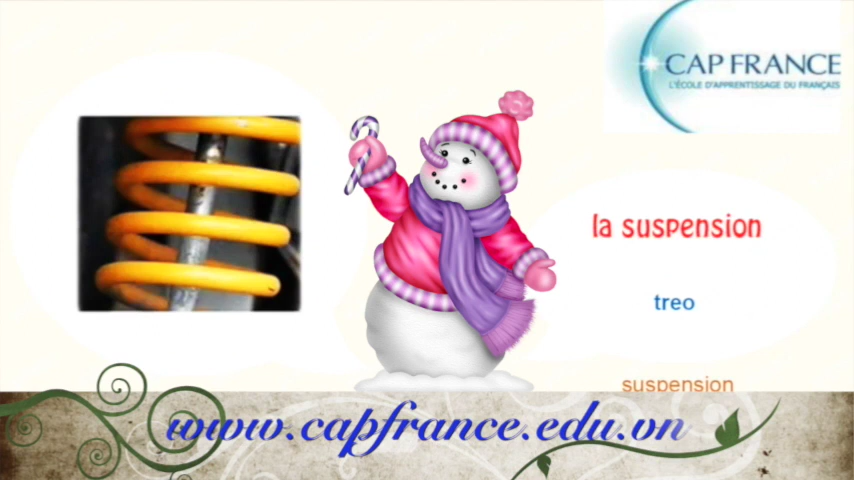 CAP FRANCE
L'ÉCOLE D'APPRENTISSAGE DU FRANÇAIS
la suspension
treo
suspension
www.capfrance.edu.vn